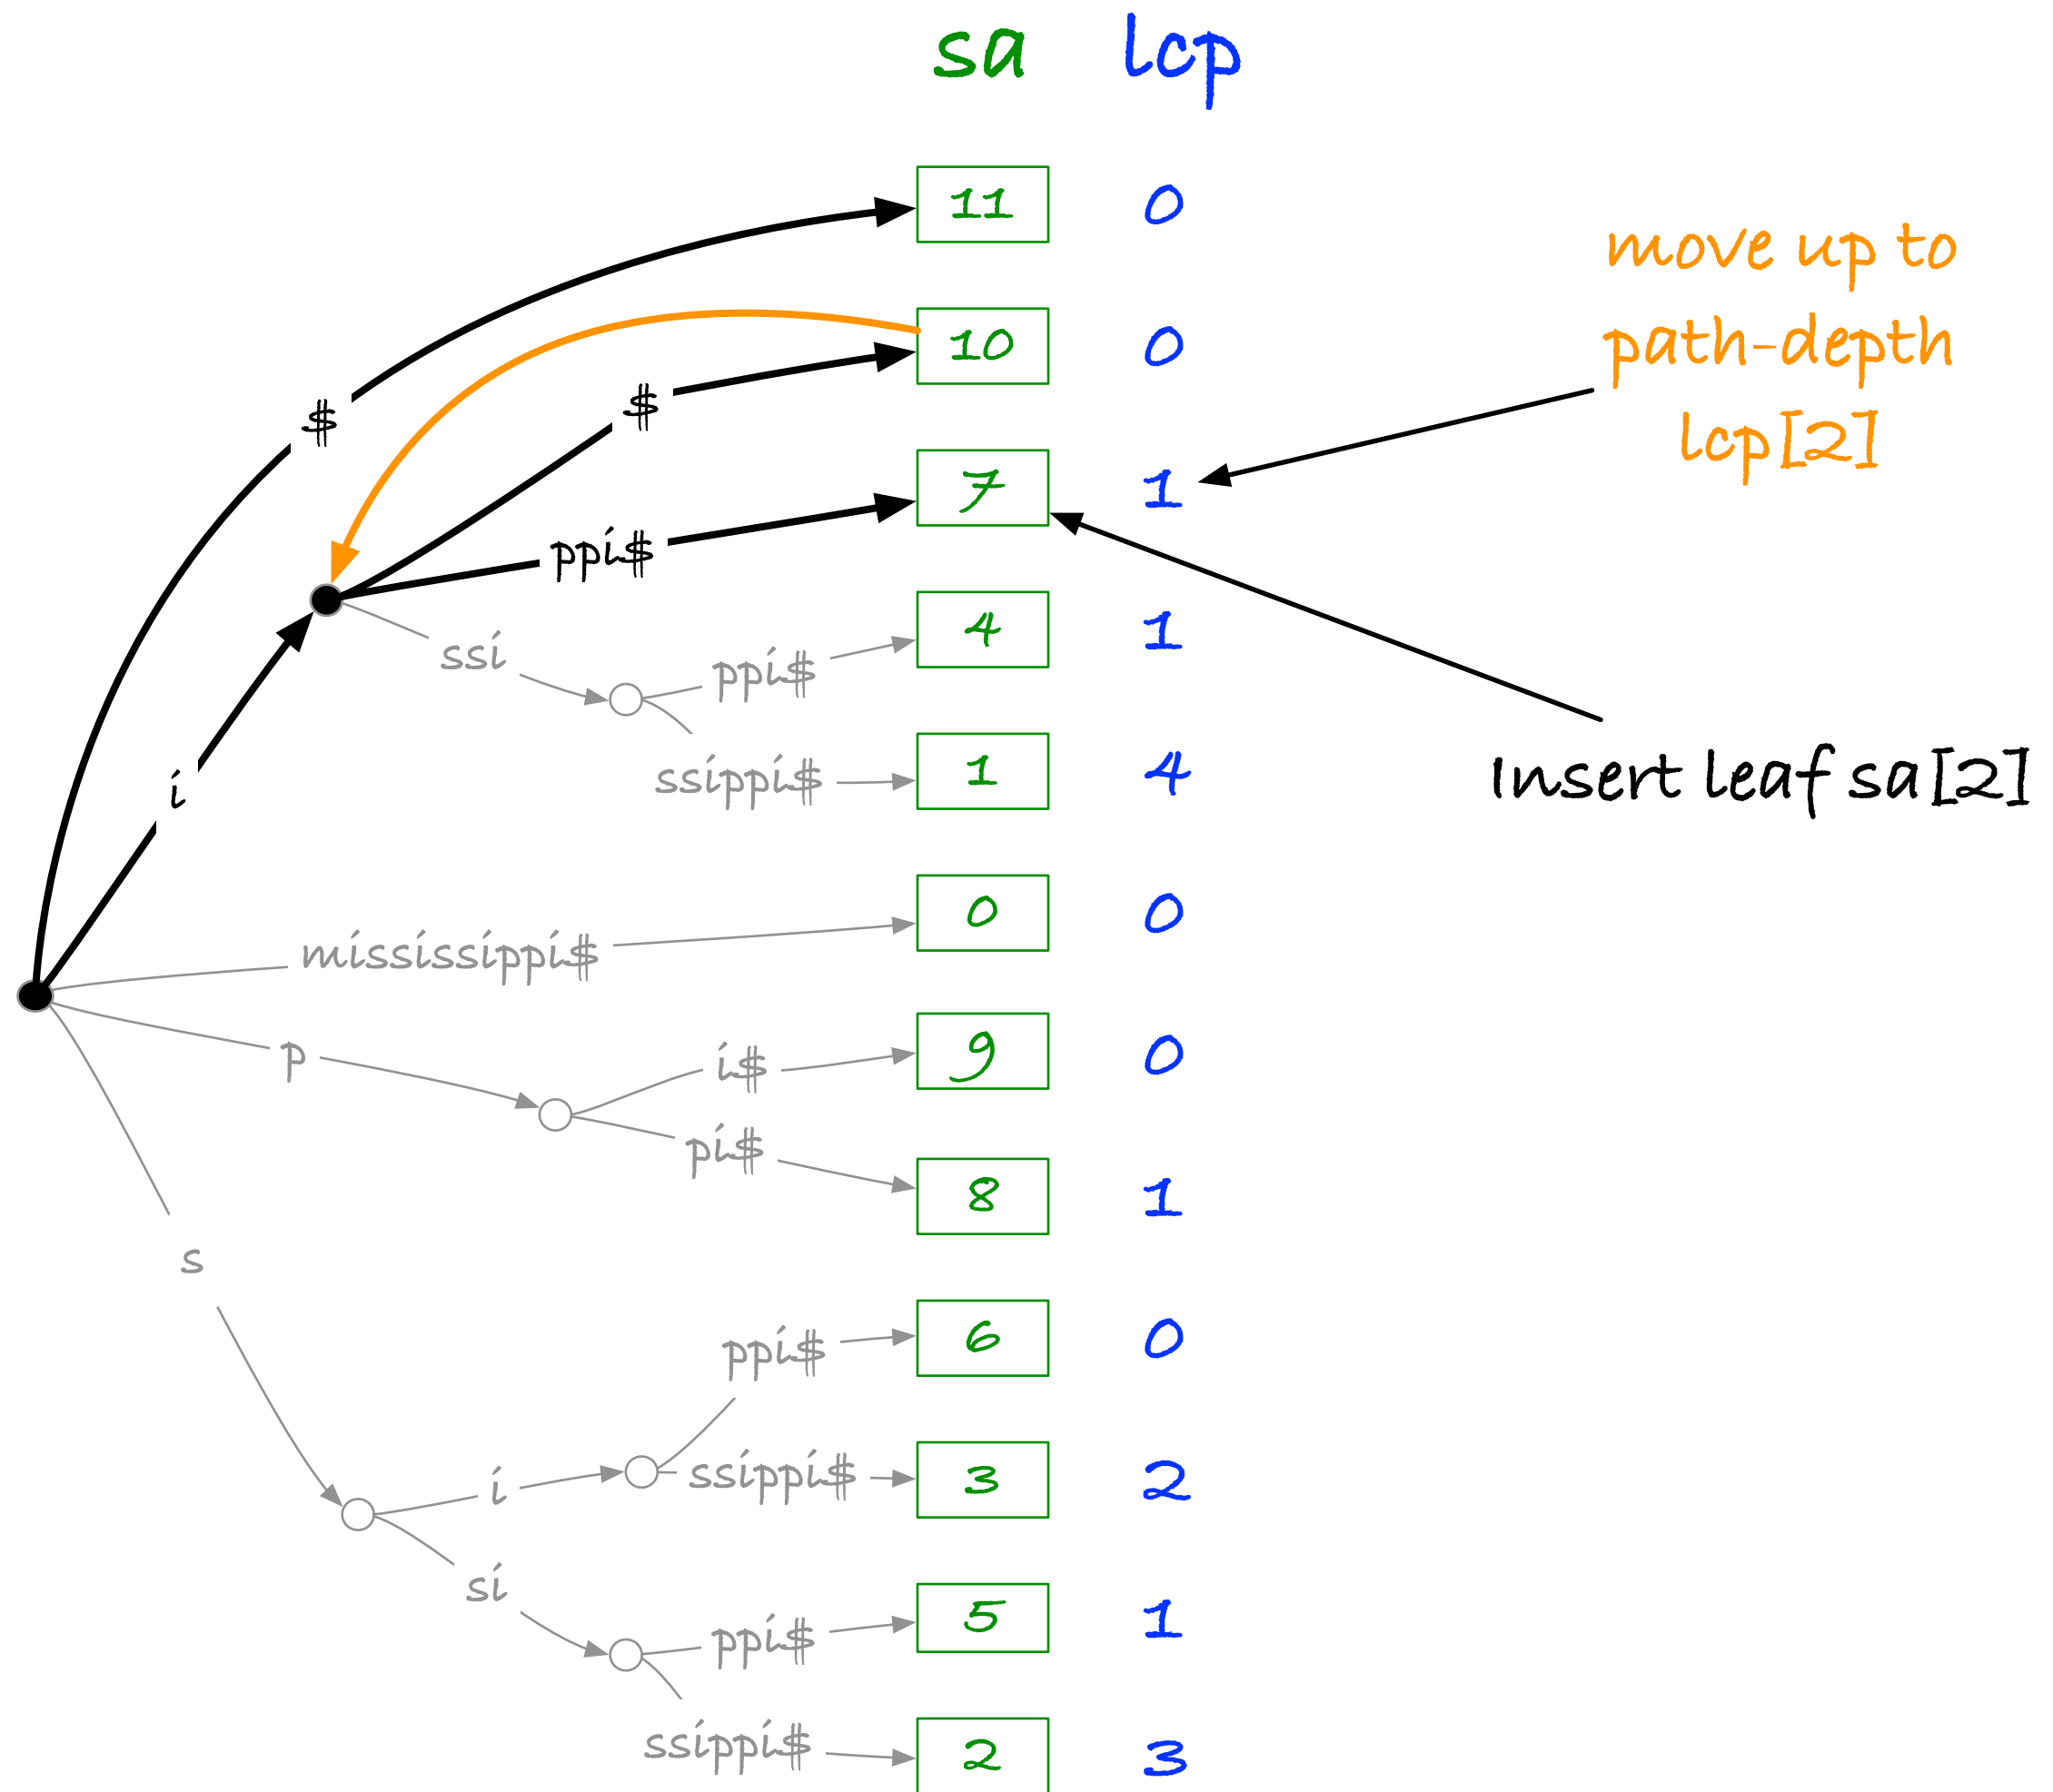 sa lcp
11 0
move up to
10 0
path-depth
$
$
lcp[2]
7 1
ppi$
4 1
ssi
ppi$
1 4
ssippi$
Insert leaf sa[2]
i
0 0
mississippi$
9 0
p
i$
pi$
8 1
s
6 0
ppi$
3 2
i
ssippi$
si
5 1
ppi$
ssippi$
2 3